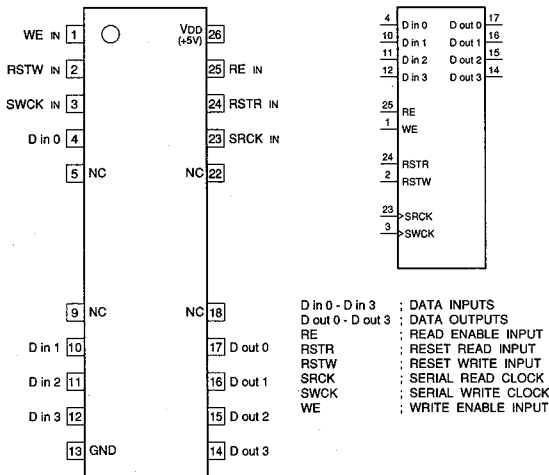 WE IN 1
RSTW IN 2
SWCK IN 3
D in 0 4
5 NC
9 NC
D in 1 10
D in 2 11
D in 3 12
13 GND
VDD 26
(+5V)
25 RE IN
24 RSTR IN
23 SRCK IN
NC 22
NC 18
17 D out 0
16 D out 1
15 D out 2
14 D out 3
4 D in 0 D out 0 17
10 D in 1 D out 1 16
11 D in 2 D out 2 15
12 D in 3 D out 3 14
25 RE
1 WE
24 RSTR
2 RSTW
23 >SRCK
3 >SWCK
D in 0 - D in 3 ; DATA INPUTS
D out 0 - D out 3 ; DATA OUTPUTS
RE ; READ ENABLE INPUT
RSTR ; RESET READ INPUT
RSTW ; RESET WRITE INPUT
SRCK ; SERIAL READ CLOCK
SWCK ; SERIAL WRITE CLOCK
WE ; WRITE ENABLE INPUT